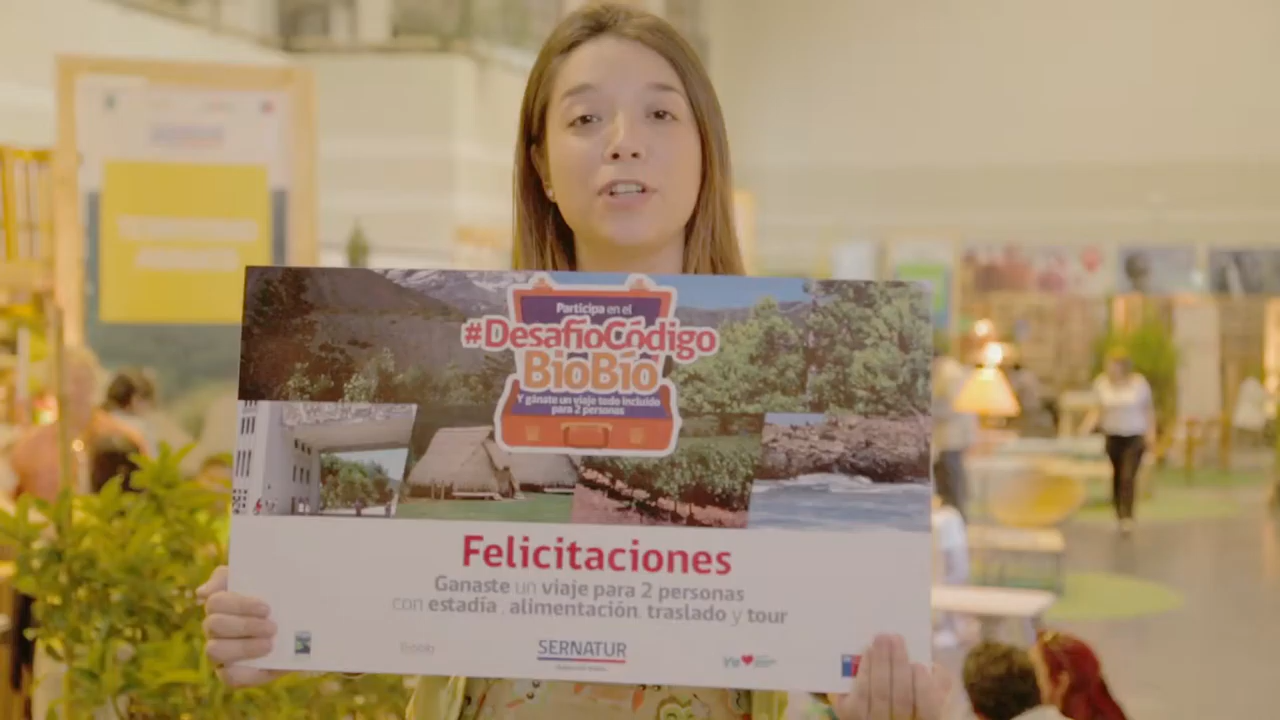 Participa en el
#DesafíoCódigo
BioBío
Y gánate un viaje todo incluido
para 2 personas
Felicitaciones
Ganaste un viaje para 2 personas
con estadía, alimentación, traslado y tour
SERNATUR